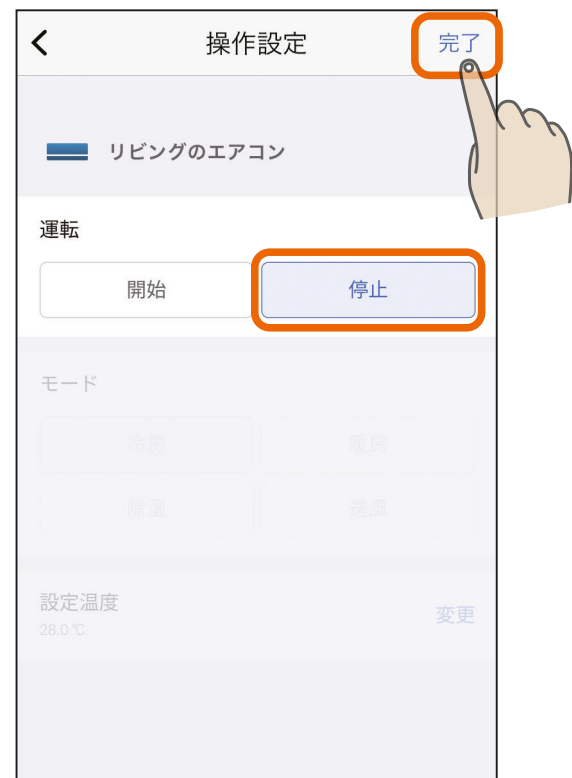 操作設定 完了
リビングのエアコン
運転
開始 停止
モード
冷房 暖房
除湿 送風
設定温度
28.0 ℃
変更